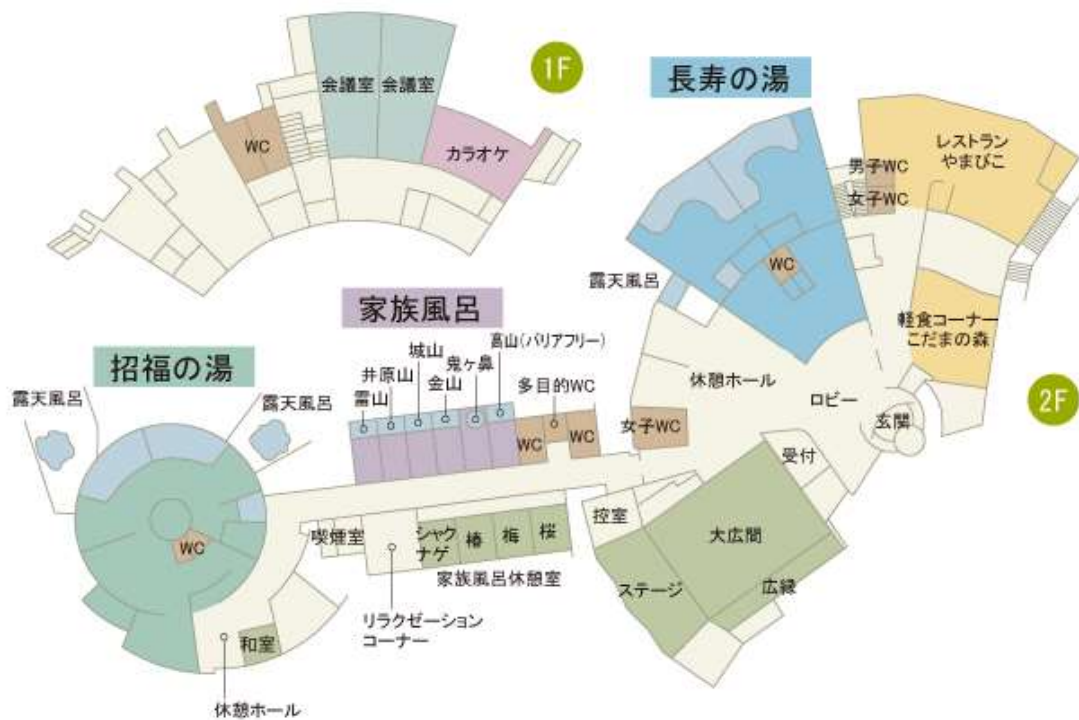 1F
会議室
会議室
WC
カラオケ
長寿の湯
レストラン
やまびこ
男子WC
女子WC
WC
露天風呂
軽食コーナー
こだまの森
休憩ホール
ロビー
玄関
2F
家族風呂
雷山
井原山
城山
金山
鬼ヶ鼻
高山(バリアフリー)
多目的WC
WC
WC
女子WC
受付
招福の湯
露天風呂
露天風呂
WC
喫煙室
シャク
ナゲ
椿
梅
桜
家族風呂休憩室
控室
大広間
ステージ
広縁
リラクゼーション
コーナー
和室
休憩ホール